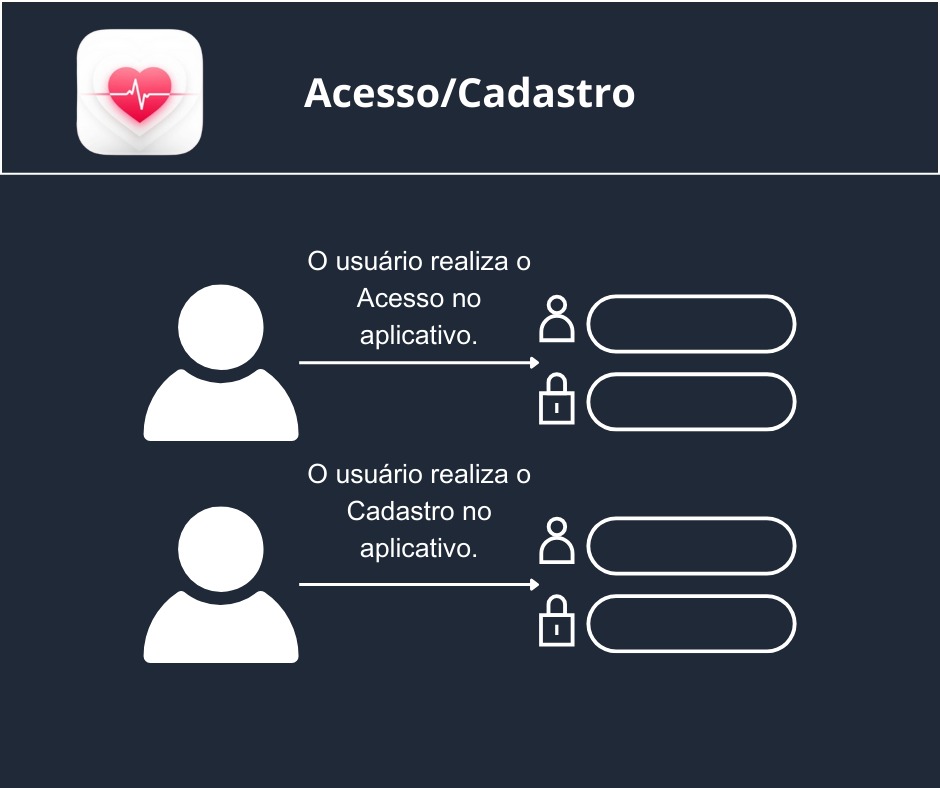 Acesso/Cadastro
O usuário realiza o
Acesso no
aplicativo.
O usuário realiza o
Cadastro no
aplicativo.